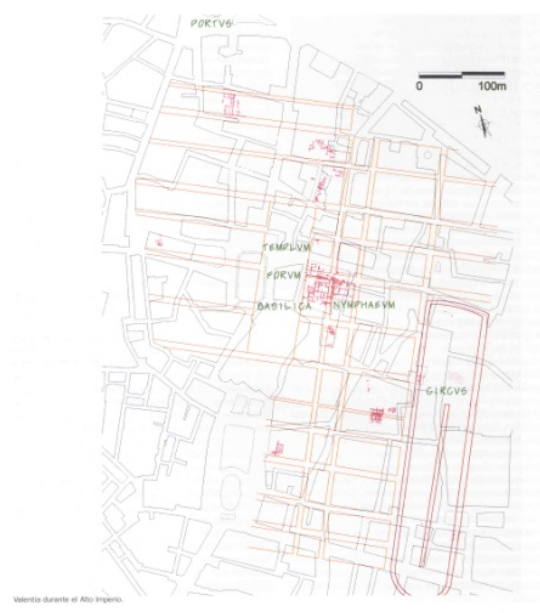 PORTVS
0 100m
N
TEMPLVM
FORVM
BASILICA NYMPHAEVM
CIRCVS
Valentia durante el Alto Imperio.